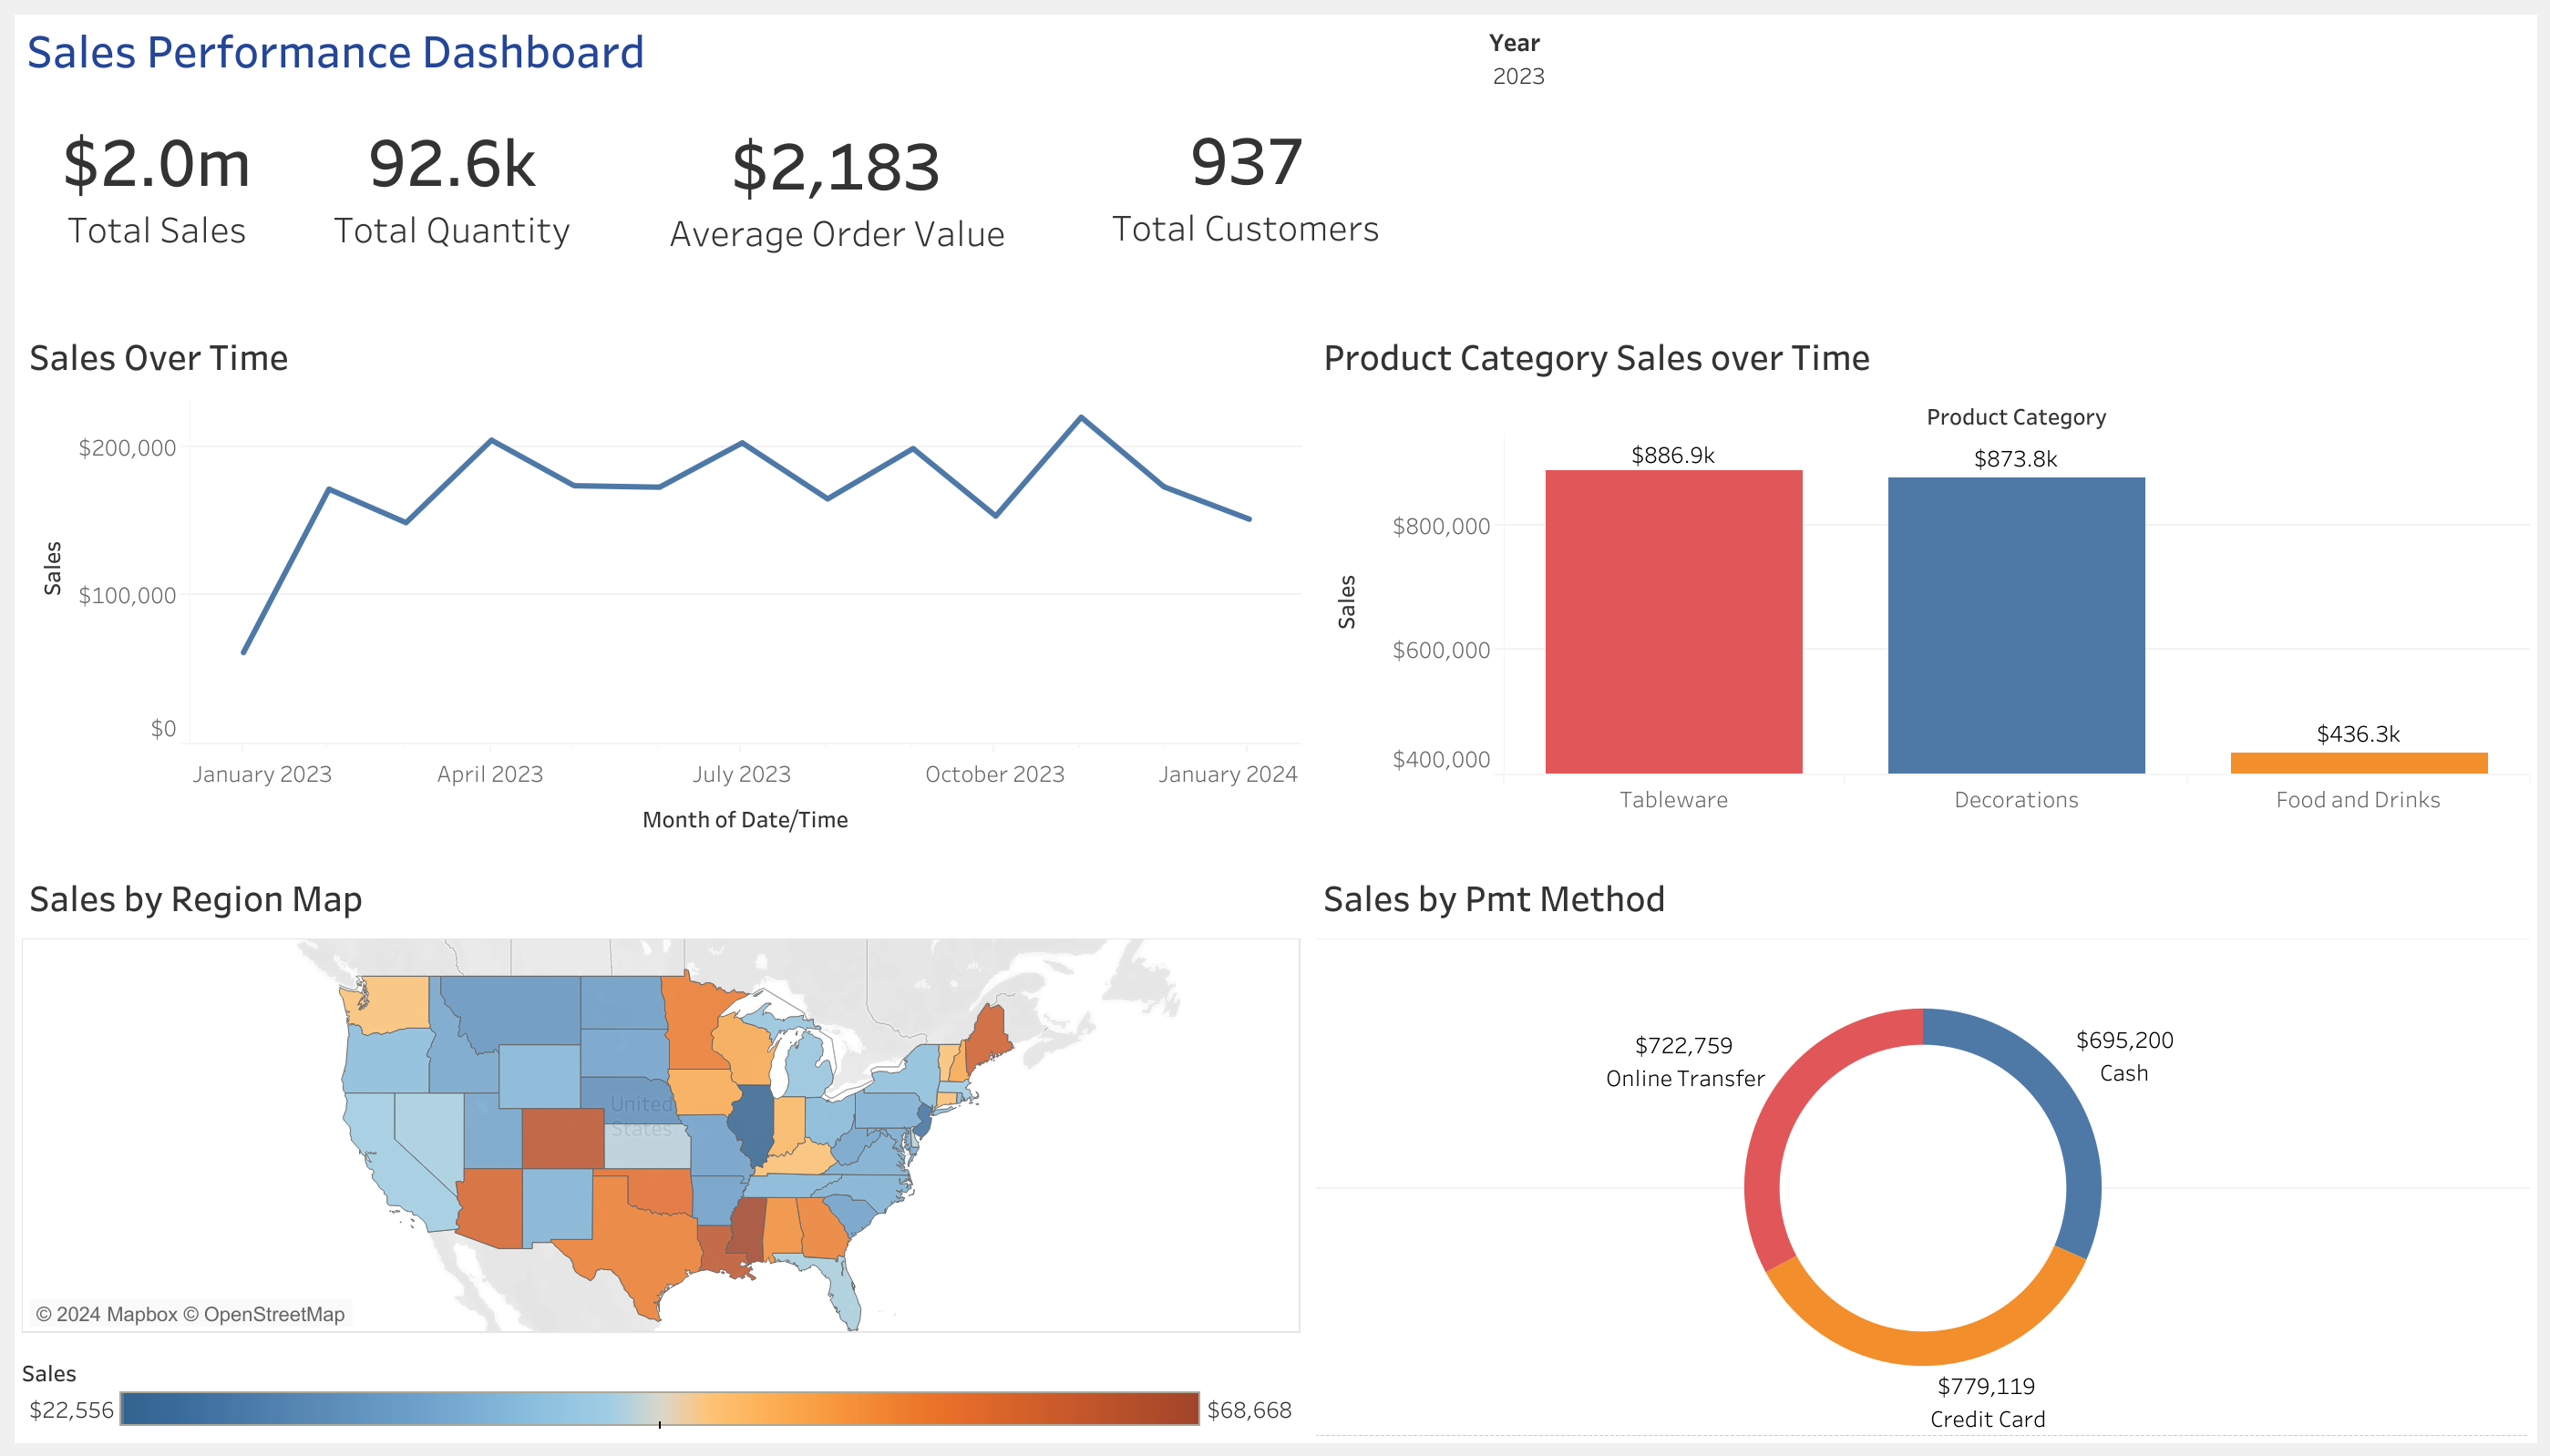 Sales Performance Dashboard
Year
2023
$2.0m
Total Sales
92.6k
Total Quantity
$2,183
Average Order Value
937
Total Customers
Sales Over Time
$200,000
$100,000
$0
Sales
January 2023
April 2023
July 2023
October 2023
January 2024
Month of Date/Time
Product Category Sales over Time
Product Category
$886.9k
$873.8k
$436.3k
$800,000
$600,000
$400,000
Sales
Tableware
Decorations
Food and Drinks
Sales by Region Map
United
States
© 2024 Mapbox © OpenStreetMap
Sales
$22,556
$68,668
Sales by Pmt Method
$722,759
Online Transfer
$695,200
Cash
$779,119
Credit Card